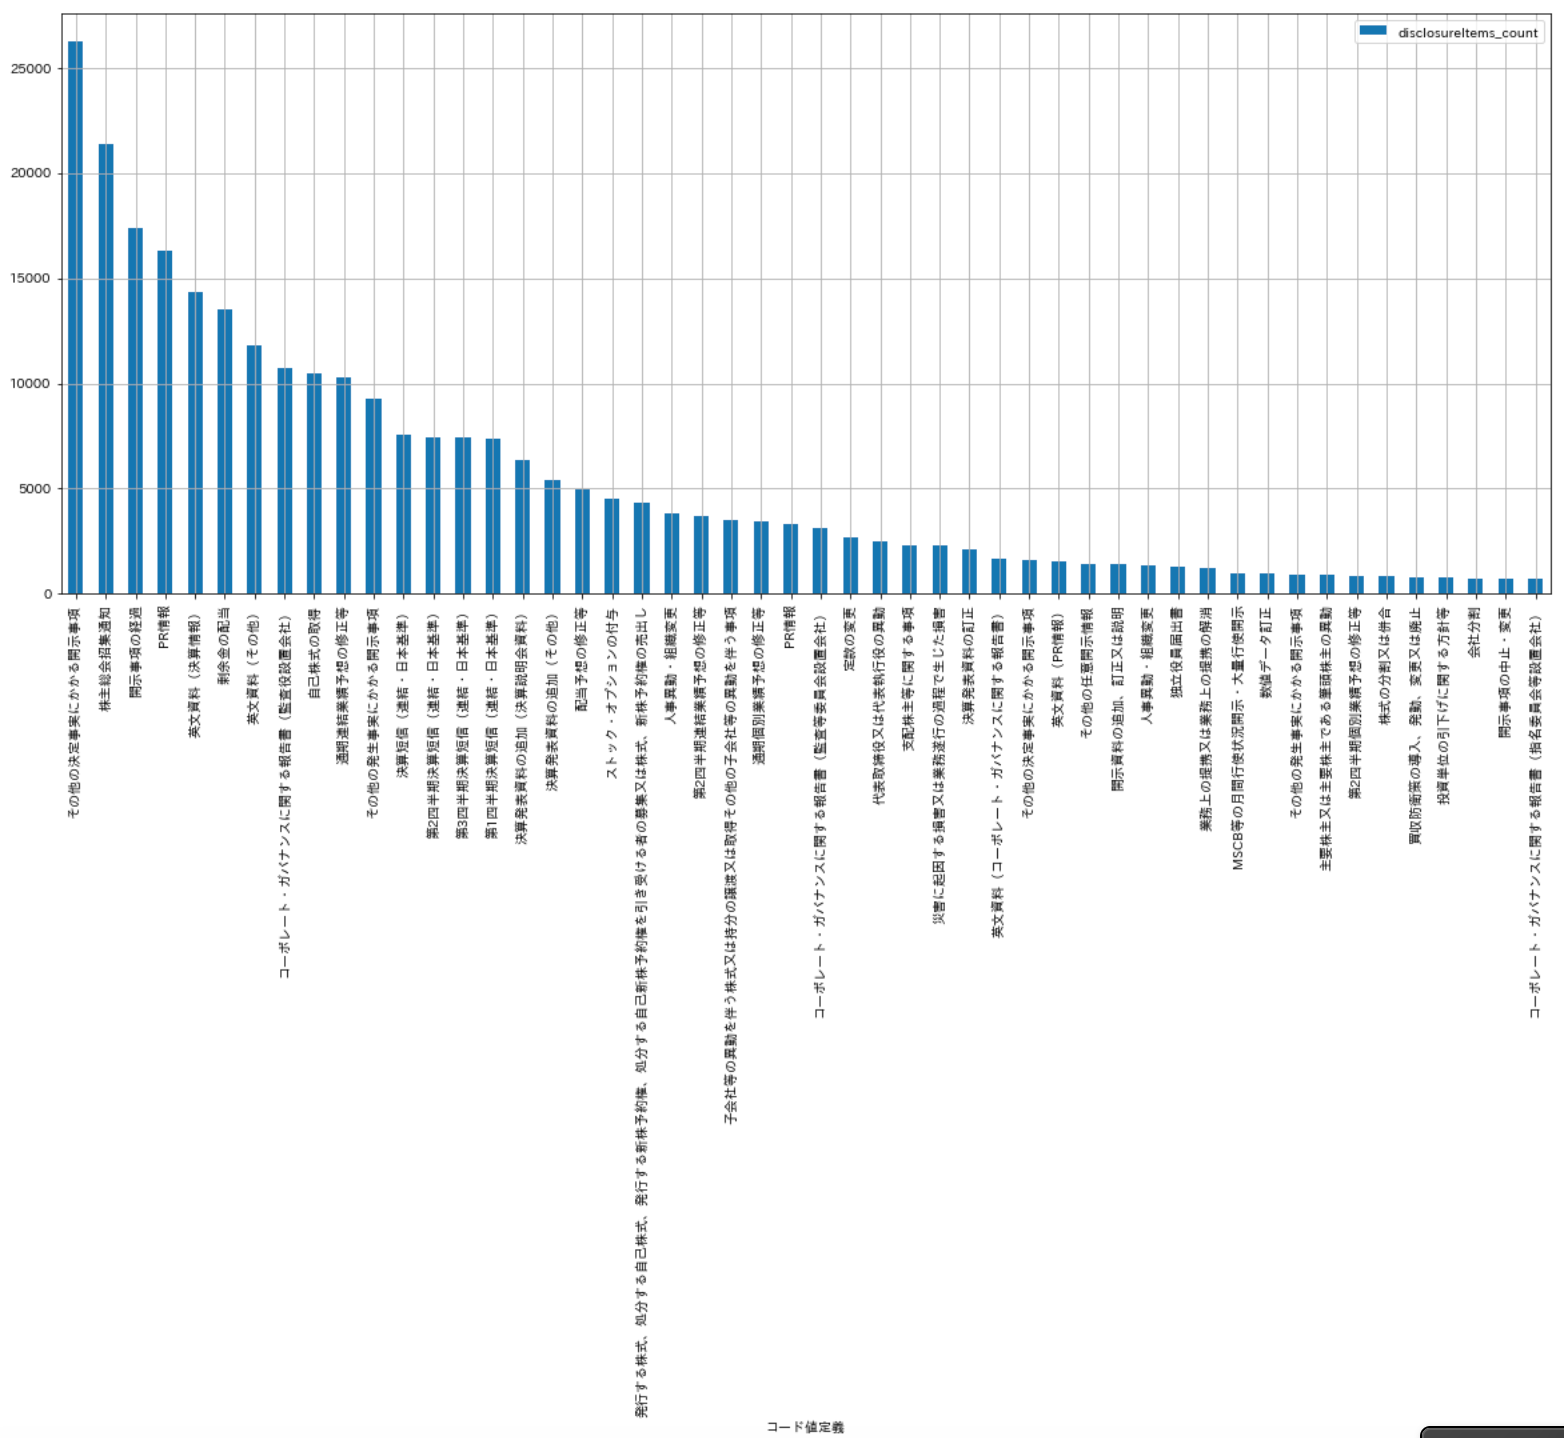 disclosureItems_count
25000
20000
15000
10000
5000
0
その他の決定事実にかかる開示事項
株主総会招集通知
開示事項の経過
PR情報
英文資料（決算情報）
剰余金の配当
英文資料（その他）
コーポレート・ガバナンスに関する報告書（監査役設置会社）
自己株式の取得
通期連結業績予想の修正等
その他の発生事実にかかる開示事項
決算短信（連結・日本基準）
第2四半期決算短信（連結・日本基準）
第3四半期決算短信（連結・日本基準）
第1四半期決算短信（連結・日本基準）
決算発表資料の追加（決算説明会資料）
決算発表資料の追加（その他）
配当予想の修正等
ストック・オプションの付与
発行する株式、処分する自己株式、発行する新株予約権、処分する自己新株予約権を引き受ける者の募集又は株式、新株予約権の売出し
人事異動・組織変更
第2四半期連結業績予想の修正等
子会社等の異動を伴う株式又は持分の譲渡又は取得その他の子会社等の異動を伴う事項
通期個別業績予想の修正等
PR情報
コーポレート・ガバナンスに関する報告書（監査等委員会設置会社）
定款の変更
代表取締役又は代表執行役の異動
支配株主等に関する事項
災害に起因する損害又は業務遂行の過程で生じた損害
決算発表資料の訂正
英文資料（コーポレート・ガバナンスに関する報告書）
その他の決定事実にかかる開示事項
英文資料（PR情報）
その他の任意開示情報
開示資料の追加、訂正又は説明
人事異動・組織変更
独立役員届出書
業務上の提携又は業務上の提携の解消
MSCB等の月間行使状況開示・大量行使開示
数値データ訂正
その他の発生事実にかかる開示事項
主要株主又は主要株主である筆頭株主の異動
第2四半期個別業績予想の修正等
株式の分割又は併合
買収防衛策の導入、発動、変更又は廃止
投資単位の引下げに関する方針等
会社分割
開示事項の中止・変更
コーポレート・ガバナンスに関する報告書（指名委員会等設置会社）
コード値定義